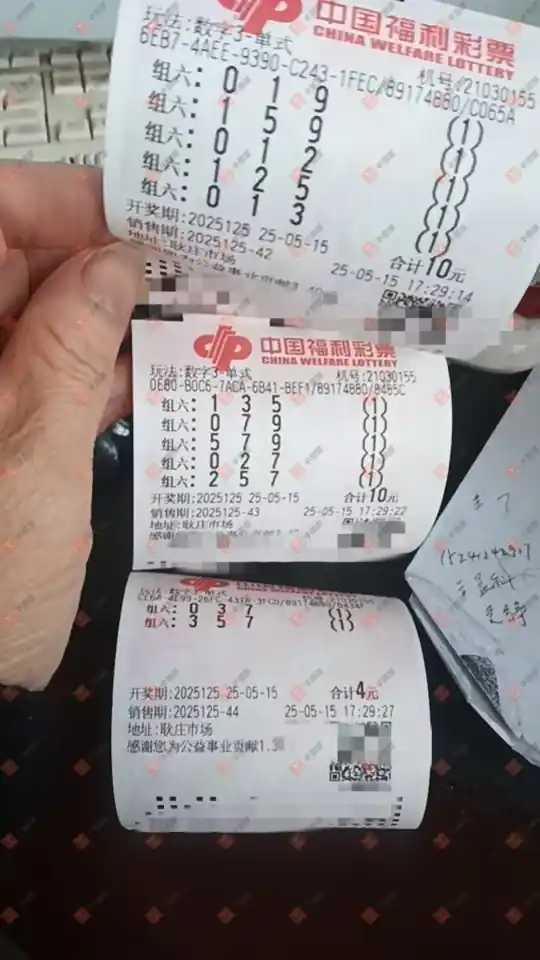 中国福利彩票
CHINA WELFARE LOTTERY
玩法:数字3-单式
机号:21030155
6EB7-4AEE-9390-C243-1FEC/89174880/C065A
组六: 0 1 9 (1)
组六: 1 5 9 (1)
组六: 0 1 2 (1)
组六: 1 2 5 (1)
组六: 0 1 3 (1)
开奖期:2025125 25-05-15 合计10元
销售期:2025125-42 25-05-15 17:29:14
地址:耿庄市场
中国福利彩票
CHINA WELFARE LOTTERY
玩法:数字3-单式 机号:21030155
0E80-B0C6-7ACA-6B41-BEF1/89174880/8485C
组六: 1 3 5 (1)
组六: 0 7 9 (1)
组六: 5 7 9 (1)
组六: 0 2 7 (1)
组六: 2 5 7 (1)
开奖期:2025125 25-05-15 合计10元
销售期:2025125-43 25-05-15 17:29:22
地址:耿庄市场
组六: 0 3 7 (1)
组六: 3 5 7 (1)
开奖期:2025125 25-05-15 合计4元
销售期:2025125-44 25-05-15 17:29:27
地址:耿庄市场
感谢您为公益事业贡献1.3